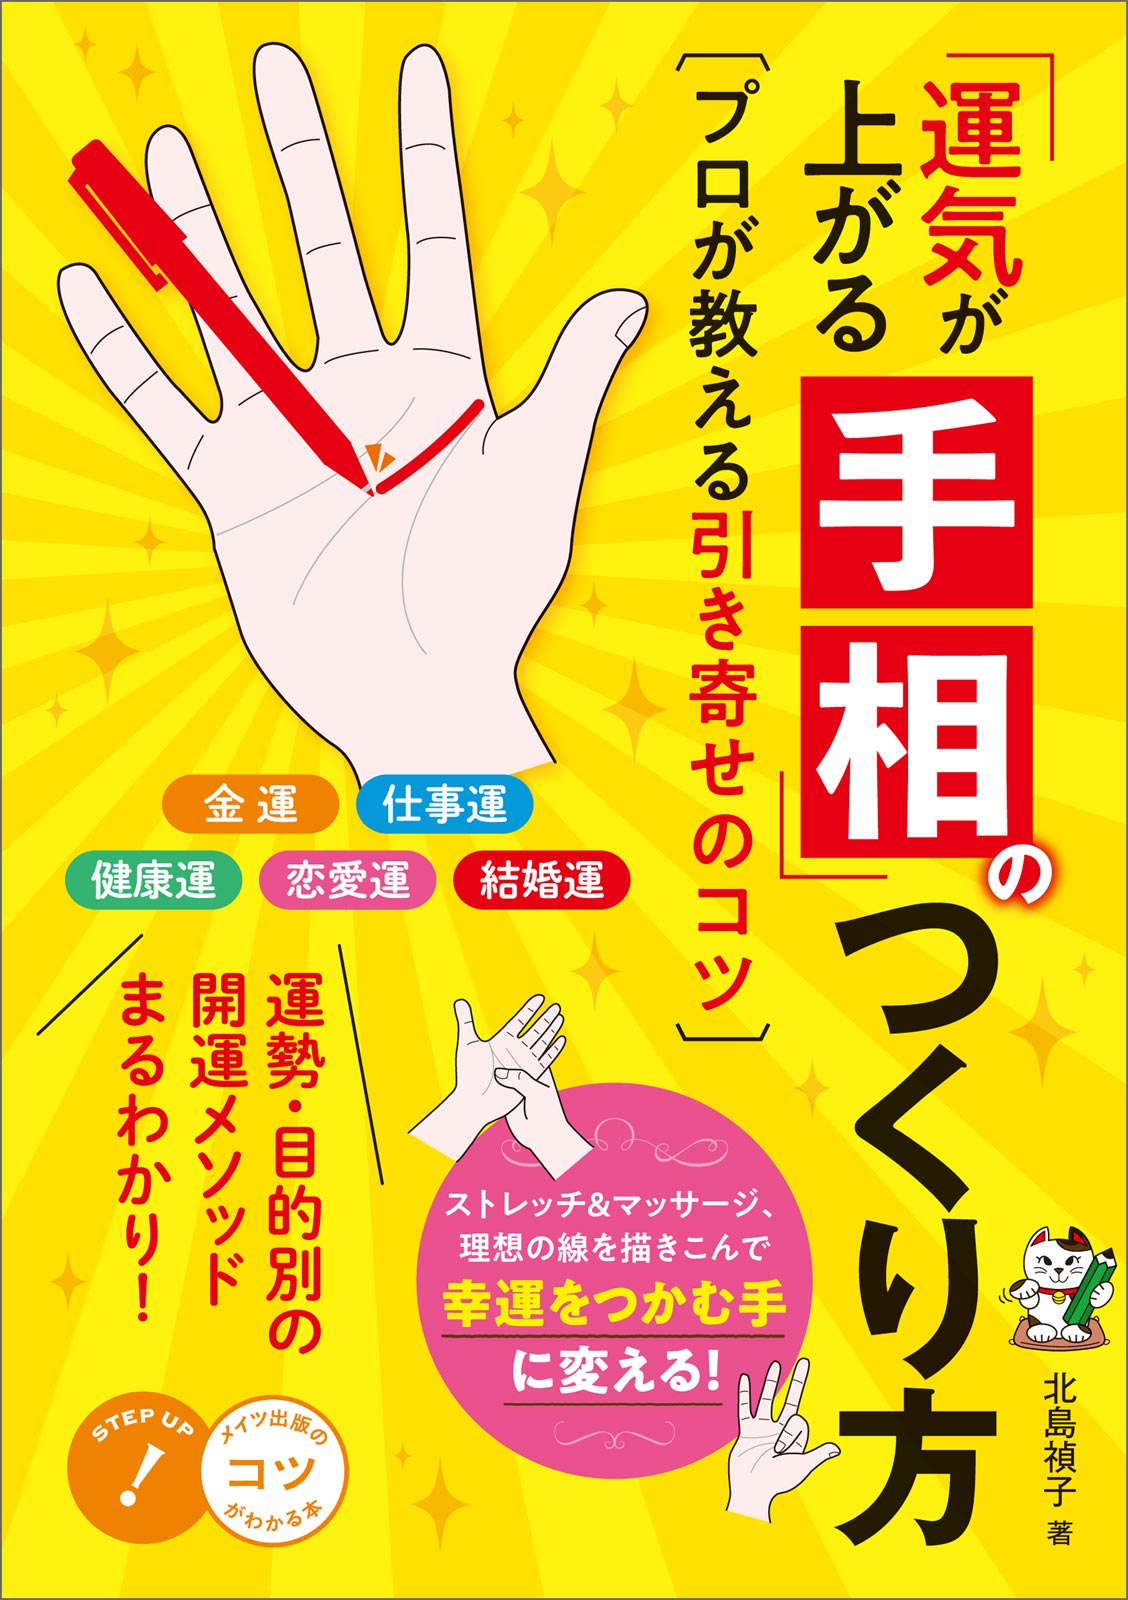 「運気が
上がる
手相」の
つくり方
〔プロが教える引き寄せのコツ〕
金運
仕事運
健康運
恋愛運
結婚運
運勢・目的別の
開運メソッド
まるわかり!
ストレッチ&マッサージ、
理想の線を描きこんで
幸運をつかむ手
に変える!
北島禎子 著
STEP UP
!
メイツ出版の
コツ
がわかる本